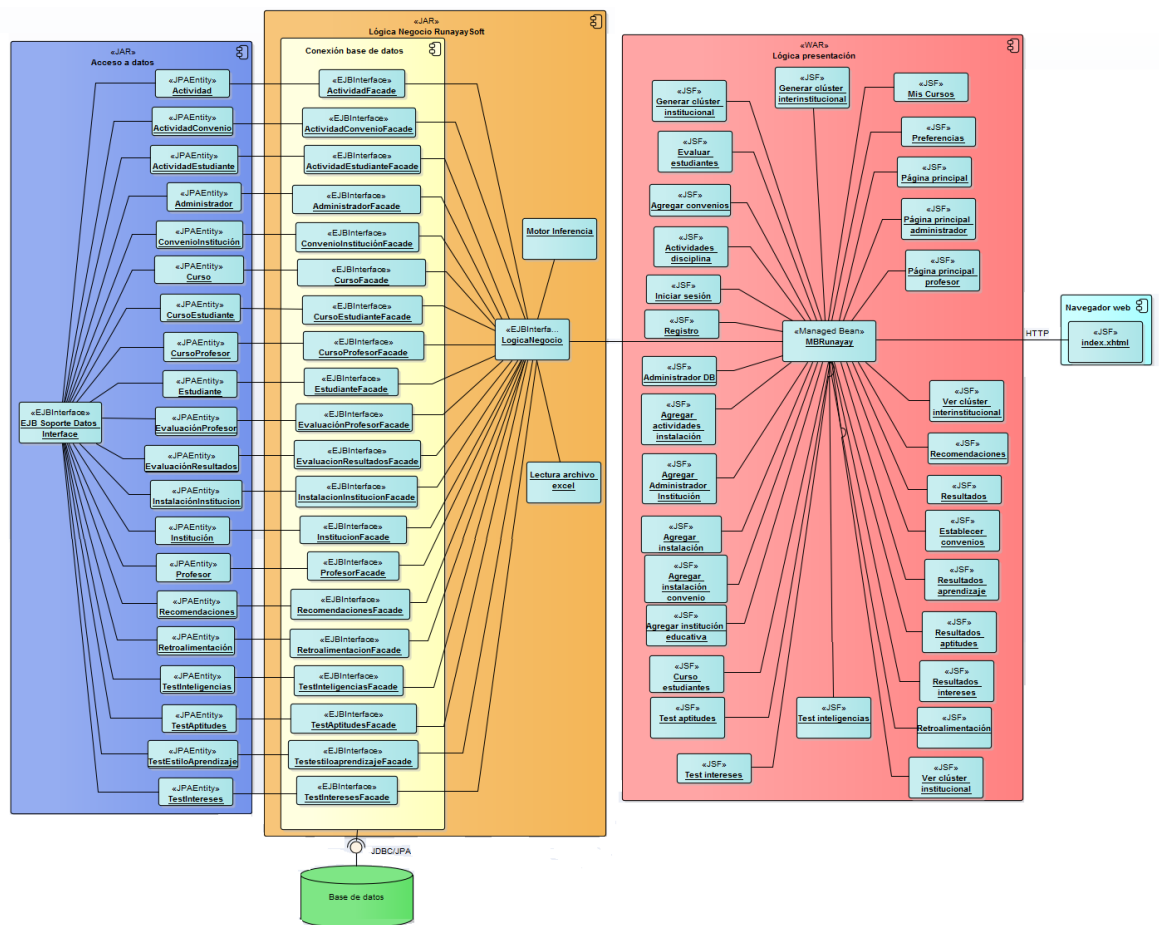 «JAR»
Acceso a datos
«JPAEntity»
Actividad
«JPAEntity»
ActividadConvenio
«JPAEntity»
ActividadEstudiante
«JPAEntity»
Administrador
«JPAEntity»
ConvenioInstitución
«JPAEntity»
Curso
«JPAEntity»
CursoEstudiante
«JPAEntity»
CursoProfesor
«JPAEntity»
Estudiante
«EJBInterface»
EJB Soporte Datos
Interface
«JPAEntity»
EvaluaciónProfesor
«JPAEntity»
EvaluaciónResultados
«JPAEntity»
InstalaciónInstitucion
«JPAEntity»
Institución
«JPAEntity»
Profesor
«JPAEntity»
Recomendaciones
«JPAEntity»
Retroalimentación
«JPAEntity»
TestInteligencias
«JPAEntity»
TestAptitudes
«JPAEntity»
TestEstiloAprendizaje
«JPAEntity»
TestIntereses
«JAR»
Lógica Negocio RunayaySoft
Conexión base de datos
«EJBInterface»
ActividadFacade
«EJBInterface»
ActividadConvenioFacade
«EJBInterface»
ActividadEstudianteFacade
«EJBInterface»
AdministradorFacade
«EJBInterface»
ConvenioInstituciónFacade
«EJBInterface»
CursoFacade
«EJBInterface»
CursoEstudianteFacade
«EJBInterface»
CursoProfesorFacade
«EJBInterface»
EstudianteFacade
«EJBInterface»
EvaluaciónProfesorFacade
«EJBInterface»
EvaluacionResultadosFacade
«EJBInterface»
InstalacionInstitucionFacade
«EJBInterface»
InstitucionFacade
«EJBInterface»
ProfesorFacade
«EJBInterface»
RecomendacionesFacade
«EJBInterface»
RetroalimentacionFacade
«EJBInterface»
TestInteligenciasFacade
«EJBInterface»
TestAptitudesFacade
«EJBInterface»
TestestiloaprendizajeFacade
«EJBInterface»
TestInteresesFacade
Motor Inferencia
«EJBInterfa...
LogicaNegocio
Lectura archivo
excel
JDBC/JPA
Base de datos
«WAR»
Lógica presentación
«JSF»
Generar clúster
institucional
«JSF»
Generar clúster
interinstitucional
«JSF»
Mis Cursos
«JSF»
Evaluar
estudiantes
«JSF»
Preferencias
«JSF»
Agregar convenios
«JSF»
Página principal
«JSF»
Actividades
disciplina
«JSF»
Página principal
administrador
«JSF»
Iniciar sesión
«JSF»
Página principal
profesor
«JSF»
Registro
«Managed Bean»
MBRunayay
«JSF»
Administrador DB
«JSF»
Agregar
actividades
instalación
«JSF»
Agregar
Administrador
Institución
«JSF»
Agregar
instalación
«JSF»
Agregar
instalación
convenio
«JSF»
Agregar institución
educativa
«JSF»
Curso
estudiantes
«JSF»
Test aptitudes
«JSF»
Test intereses
«JSF»
Test inteligencias
«JSF»
Ver clúster
interinstitucional
«JSF»
Recomendaciones
«JSF»
Resultados
«JSF»
Establecer
convenios
«JSF»
Resultados
aprendizaje
«JSF»
Resultados
aptitudes
«JSF»
Resultados
intereses
«JSF»
Retroalimentación
«JSF»
Ver clúster
institucional
HTTP
Navegador web
«JSF»
index.xhtml